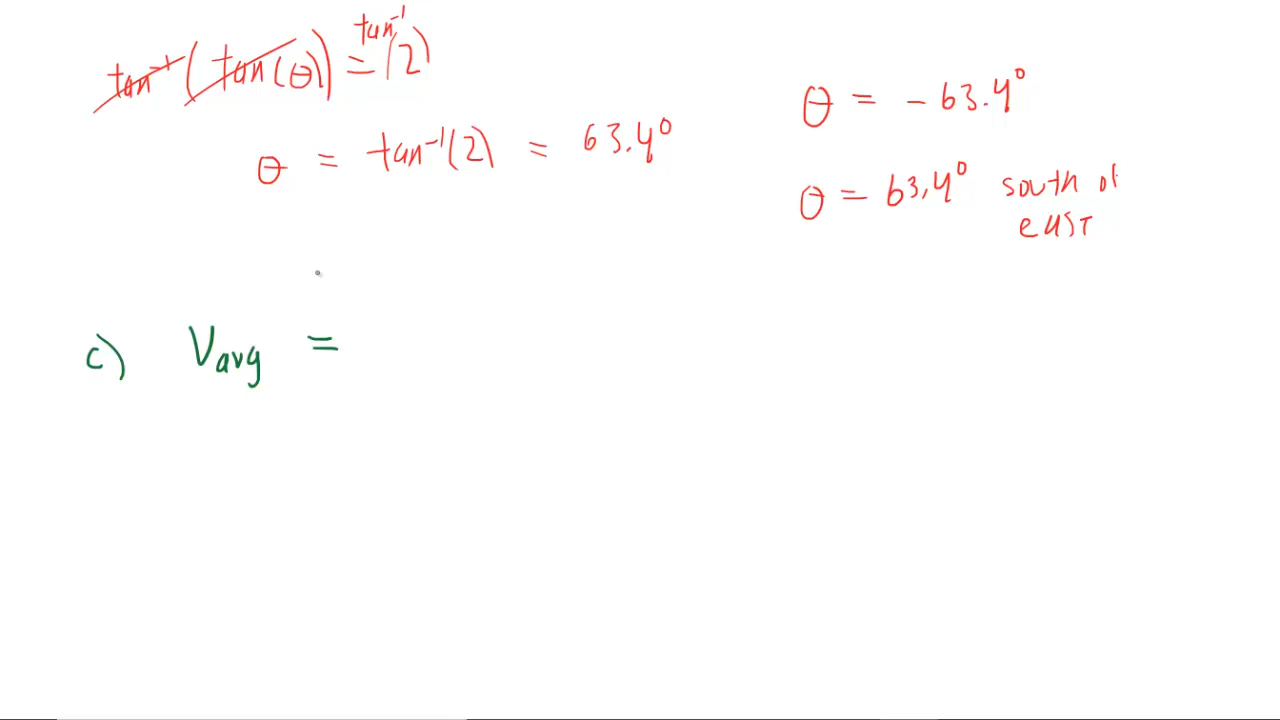 tan⁻¹(tan(θ)) = tan⁻¹(2)
θ = tan⁻¹(2) = 63.4°
θ = -63.4°
θ = 63.4° south of
east
c) Vavg =